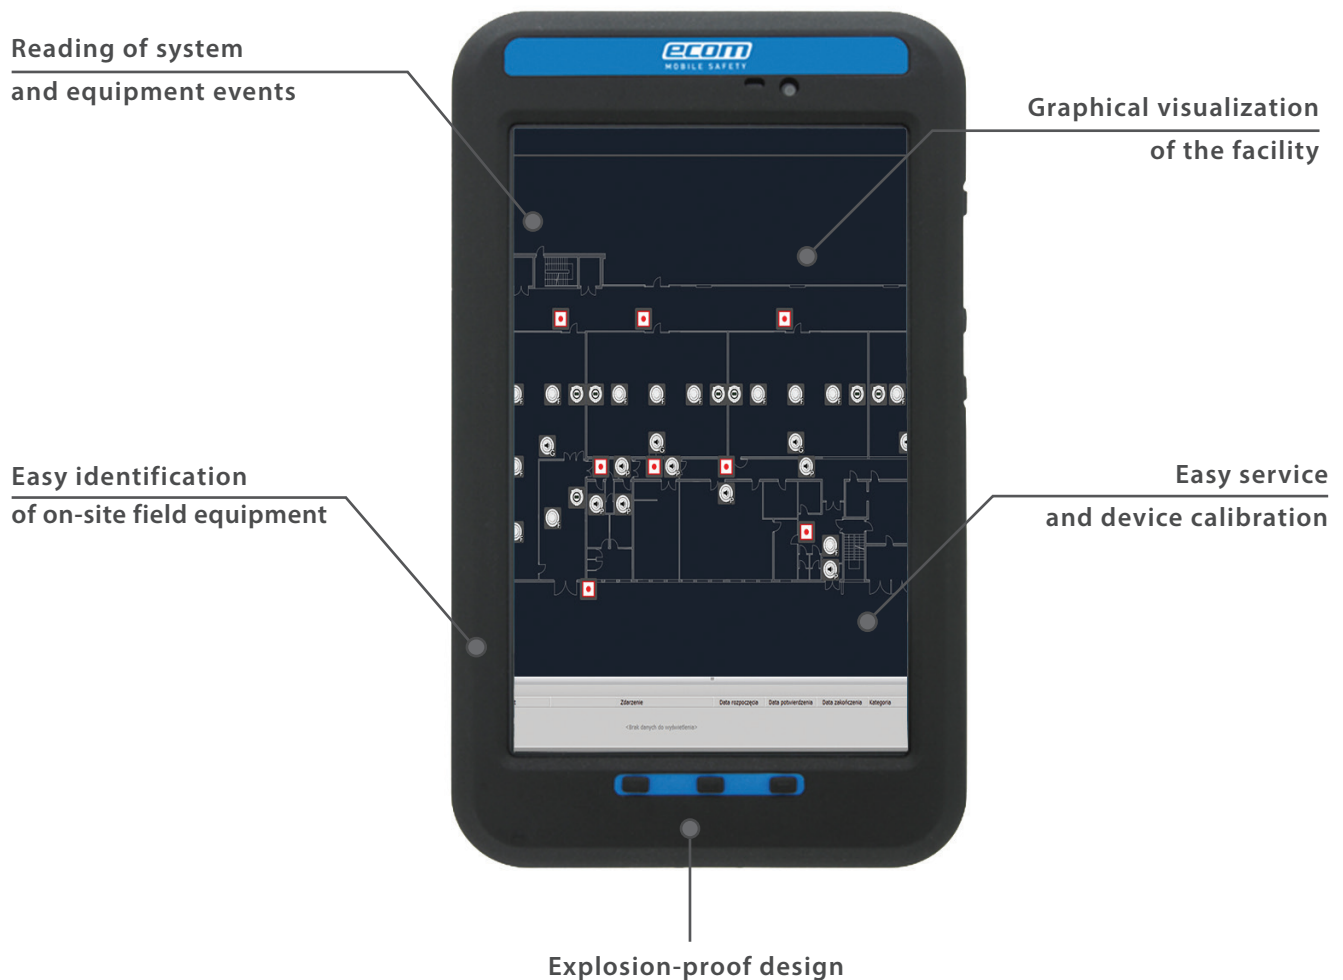 ecom
MOBILE SAFETY
Reading of system
and equipment events
Graphical visualization
of the facility
Easy identification
of on-site field equipment
Easy service
and device calibration
Zdarzenie Data rozpoczęcia Data potwierdzenia Data zakończenia Kategoria
<Brak danych do wyświetlenia>
Explosion-proof design